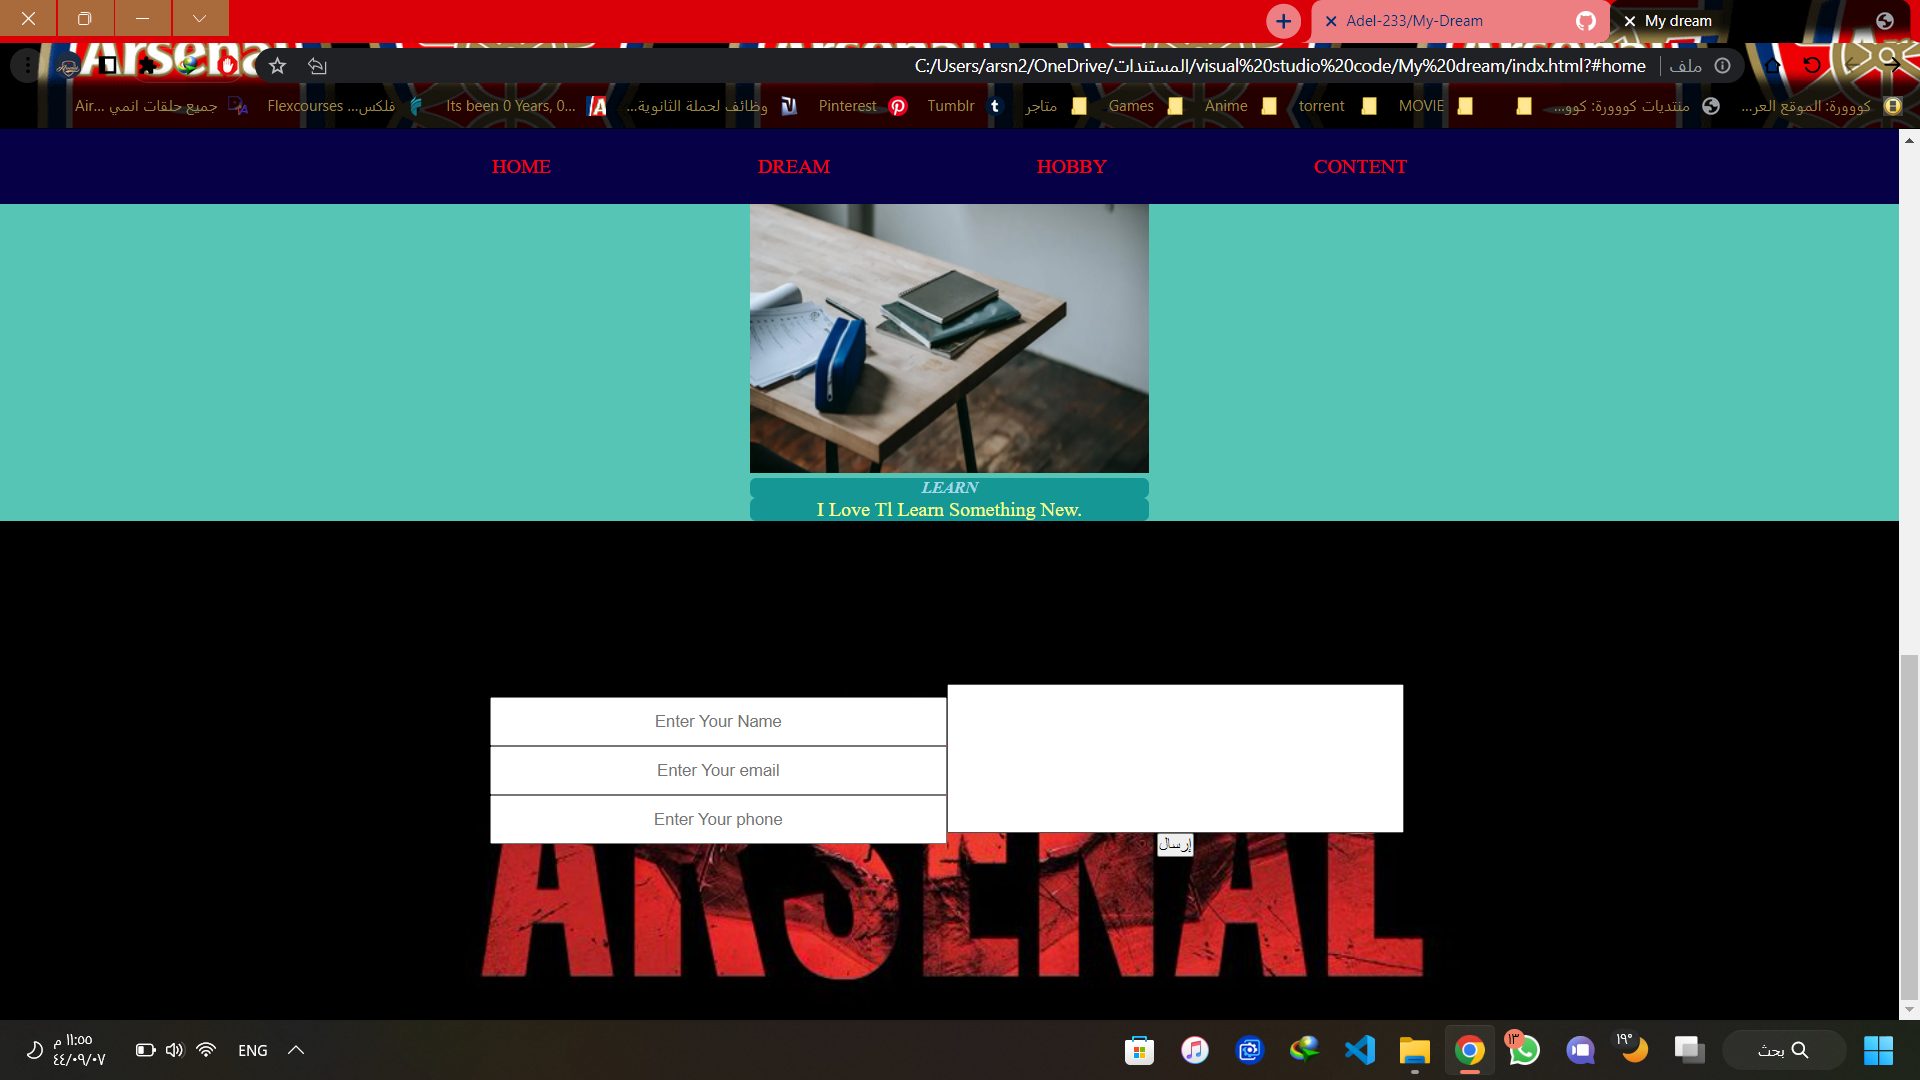 Adel-233/My-Dream
My dream
Arsenal
C:/Users/arsn2/OneDrive/المستندات/visual%20studio%20code/My%20dream/indx.html?#home
ملف
جميع حلقات انمي ...Air
Flexcourses ...فلكس
Its been 0 Years, 0...
وظائف لحملة الثانوية...
Pinterest
Tumblr
متاجر
Games
Anime
torrent
MOVIE
منتديات كووورة: كوو...
كووورة: الموقع العر...
HOME
DREAM
HOBBY
CONTENT
LEARN
I Love Tl Learn Something New.
Enter Your Name
Enter Your email
Enter Your phone
إرسال
ARSENAL
١١:٥٥ م
٤٤/٠٩/٠٧
ENG
١٣
١٩°
بحث